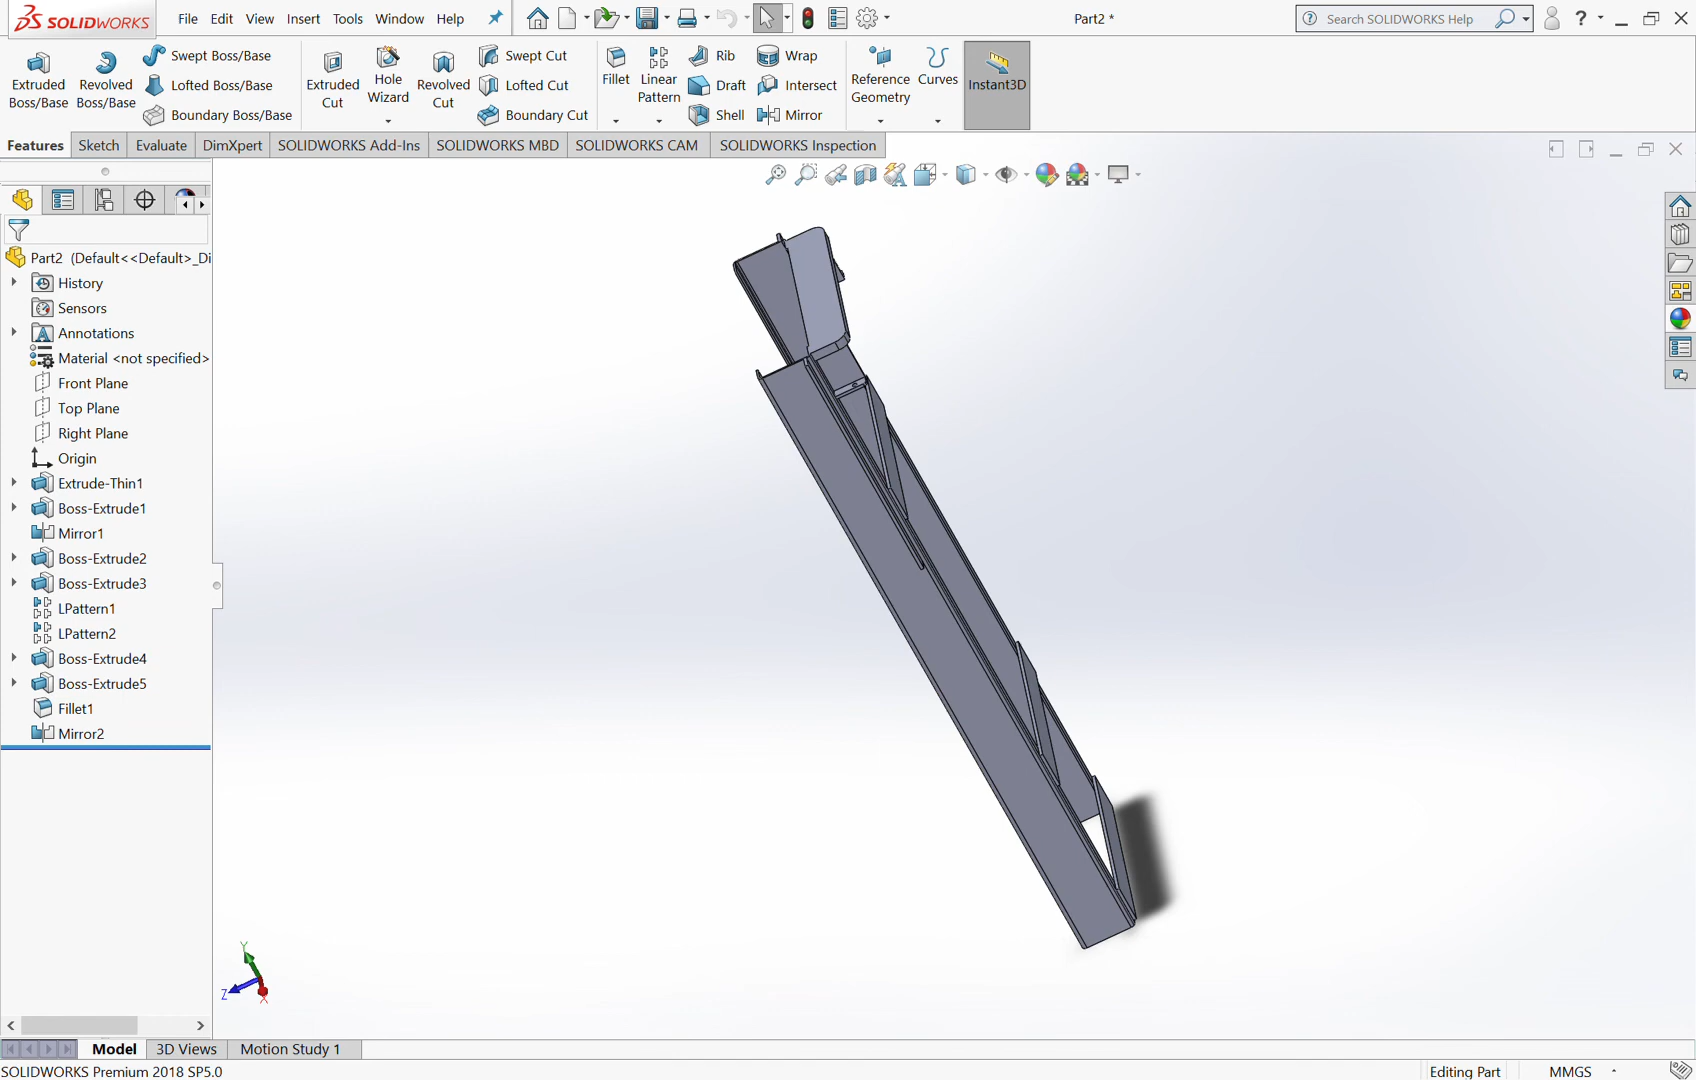 SOLIDWORKS File Edit View Insert Tools Window Help Part2 * Search SOLIDWORKS Help ?
Extruded Boss/Base
Revolved Boss/Base
Swept Boss/Base
Lofted Boss/Base
Boundary Boss/Base
Extruded Cut
Hole Wizard
Revolved Cut
Swept Cut
Lofted Cut
Boundary Cut
Fillet
Linear Pattern
Rib
Draft
Shell
Wrap
Intersect
Mirror
Reference Geometry
Curves
Instant3D
Features Sketch Evaluate DimXpert SOLIDWORKS Add-Ins SOLIDWORKS MBD SOLIDWORKS CAM SOLIDWORKS Inspection
Part2 (Default<<Default>_Di
History
Sensors
Annotations
Material <not specified>
Front Plane
Top Plane
Right Plane
Origin
Extrude-Thin1
Boss-Extrude1
Mirror1
Boss-Extrude2
Boss-Extrude3
LPattern1
LPattern2
Boss-Extrude4
Boss-Extrude5
Fillet1
Mirror2
Y
Z
X
Model 3D Views Motion Study 1
SOLIDWORKS Premium 2018 SP5.0 Editing Part MMGS